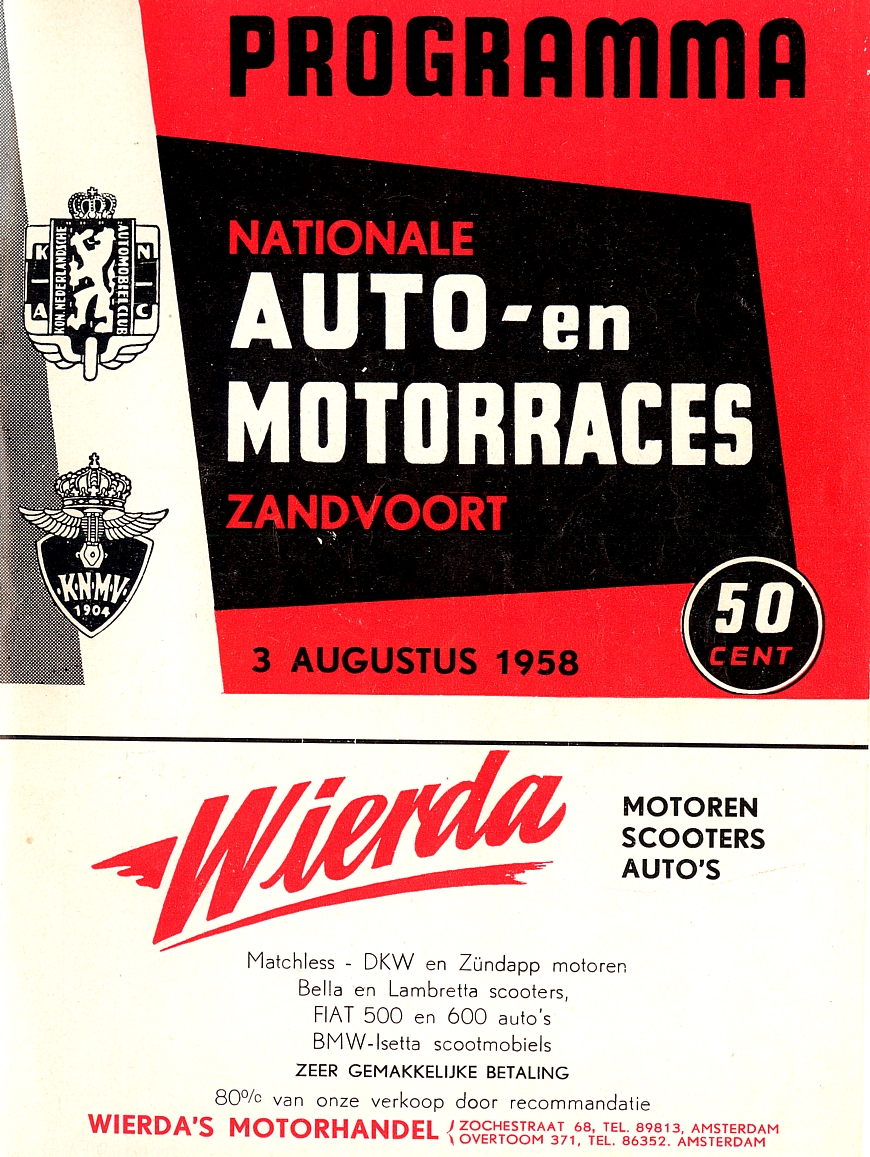 PROGRAMMA
NATIONALE
AUTO-en
MOTORRACES
ZANDVOORT
3 AUGUSTUS 1958
50
CENT
K N
A C
KON. NEDERLANDSCHE
AUTOMOBIEL CLUB
K·N·M·V·
1904
Wierda
MOTOREN
SCOOTERS
AUTO'S
Matchless - DKW en Zündapp motoren
Bella en Lambretta scooters,
FIAT 500 en 600 auto's
BMW-Isetta scootmobiels
ZEER GEMAKKELIJKE BETALING
80% van onze verkoop door recommandatie
WIERDA'S MOTORHANDEL
ZOCHESTRAAT 68, TEL. 89813, AMSTERDAM
OVERTOOM 371, TEL. 86352. AMSTERDAM